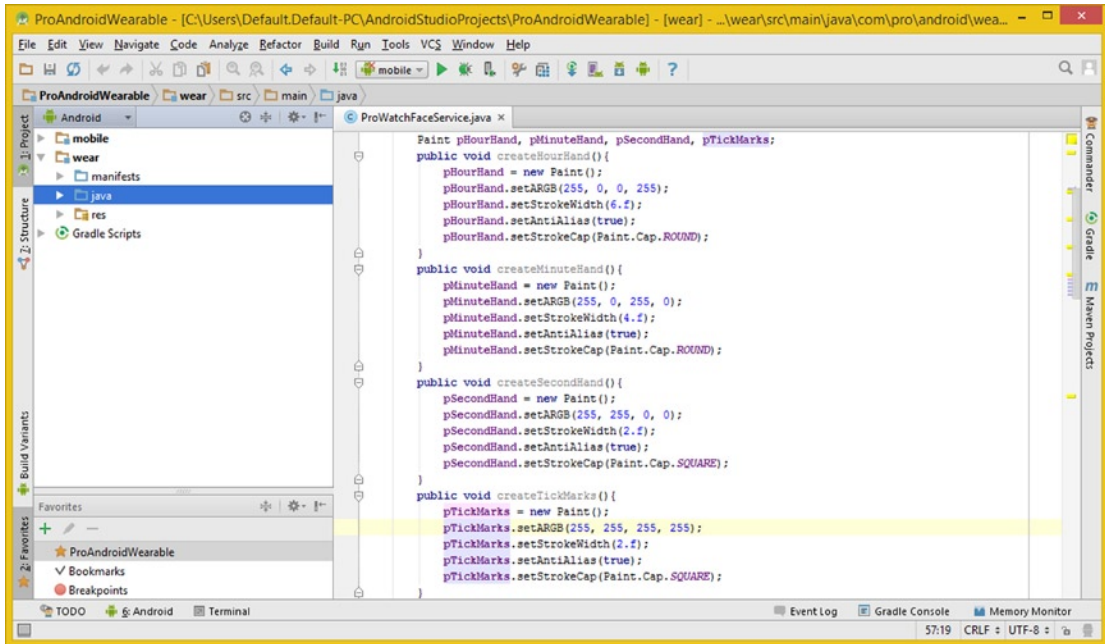 ProAndroidWearable - [C:\Users\Default.Default-PC\AndroidStudioProjects\ProAndroidWearable] - [wear] - ...\wear\src\main\java\com\pro\android\wea...
File Edit View Navigate Code Analyze Refactor Build Run Tools VCS Window Help
mobile
ProAndroidWearable wear src main java
Android
ProWatchFaceService.java
1: Project
2: Structure
Build Variants
2: Favorites
mobile
wear
manifests
java
res
Gradle Scripts
Favorites
ProAndroidWearable
Bookmarks
Breakpoints
Paint pHourHand, pMinuteHand, pSecondHand, pTickMarks;
public void createHourHand(){
pHourHand = new Paint();
pHourHand.setARGB(255, 0, 0, 255);
pHourHand.setStrokeWidth(6.f);
pHourHand.setAntiAlias(true);
pHourHand.setStrokeCap(Paint.Cap.ROUND);
}
public void createMinuteHand(){
pMinuteHand = new Paint();
pMinuteHand.setARGB(255, 0, 255, 0);
pMinuteHand.setStrokeWidth(4.f);
pMinuteHand.setAntiAlias(true);
pMinuteHand.setStrokeCap(Paint.Cap.ROUND);
}
public void createSecondHand(){
pSecondHand = new Paint();
pSecondHand.setARGB(255, 255, 0, 0);
pSecondHand.setStrokeWidth(2.f);
pSecondHand.setAntiAlias(true);
pSecondHand.setStrokeCap(Paint.Cap.SQUARE);
}
public void createTickMarks(){
pTickMarks = new Paint();
pTickMarks.setARGB(255, 255, 255, 255);
pTickMarks.setStrokeWidth(2.f);
pTickMarks.setAntiAlias(true);
pTickMarks.setStrokeCap(Paint.Cap.SQUARE);
}
Commander
Gradle
m Maven Projects
TODO 6: Android Terminal Event Log Gradle Console Memory Monitor
57:19 CRLF UTF-8